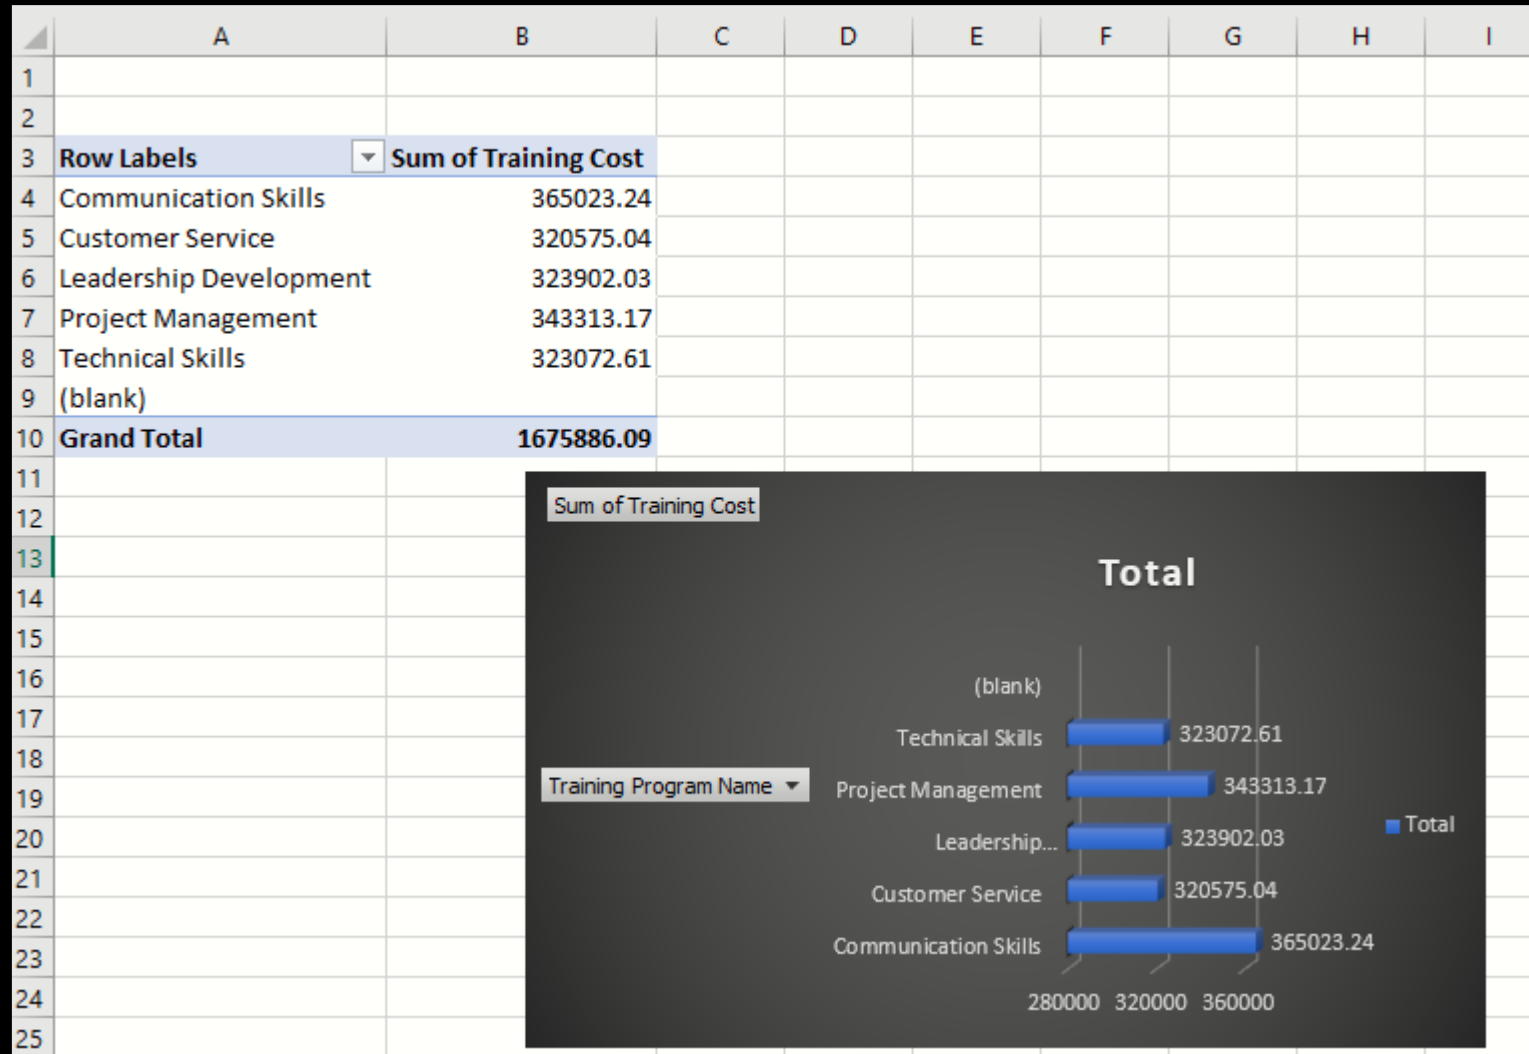 A B C D E F G H I
1
2
3 Row Labels Sum of Training Cost
4 Communication Skills 365023.24
5 Customer Service 320575.04
6 Leadership Development 323902.03
7 Project Management 343313.17
8 Technical Skills 323072.61
9 (blank)
10 Grand Total 1675886.09
11
12
13
14
15
16
17
18
19
20
21
22
23
24
25
Sum of Training Cost
Total
(blank)
Technical Skills 323072.61
Training Program Name
Project Management 343313.17
Leadership... 323902.03
Total
Customer Service 320575.04
Communication Skills 365023.24
280000 320000 360000